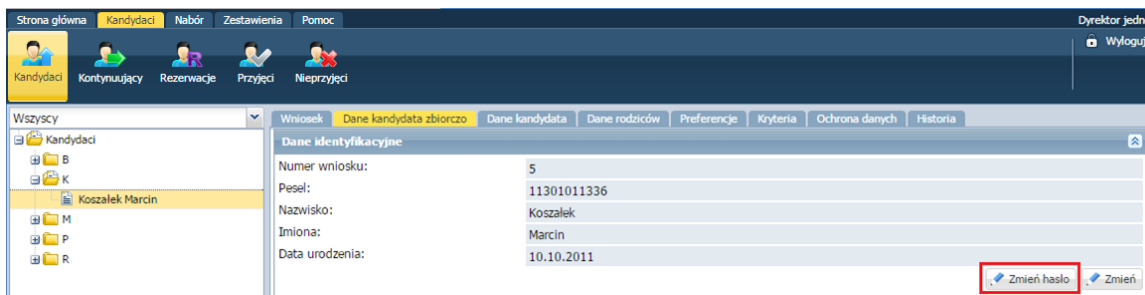 Strona główna Kandydaci Nabór Zestawienia Pomoc Dyrektor jedn
Wyloguj
Kandydaci Kontynuujący Rezerwacje Przyjęci Nieprzyjęci
Wszyscy
Wniosek Dane kandydata zbiorczo Dane kandydata Dane rodziców Preferencje Kryteria Ochrona danych Historia
Kandydaci
Dane identyfikacyjne
B
Numer wniosku: 5
K
Pesel: 11301011336
Koszałek Marcin
Nazwisko: Koszałek
M
Imiona: Marcin
P
Data urodzenia: 10.10.2011
R
Zmień hasło Zmień